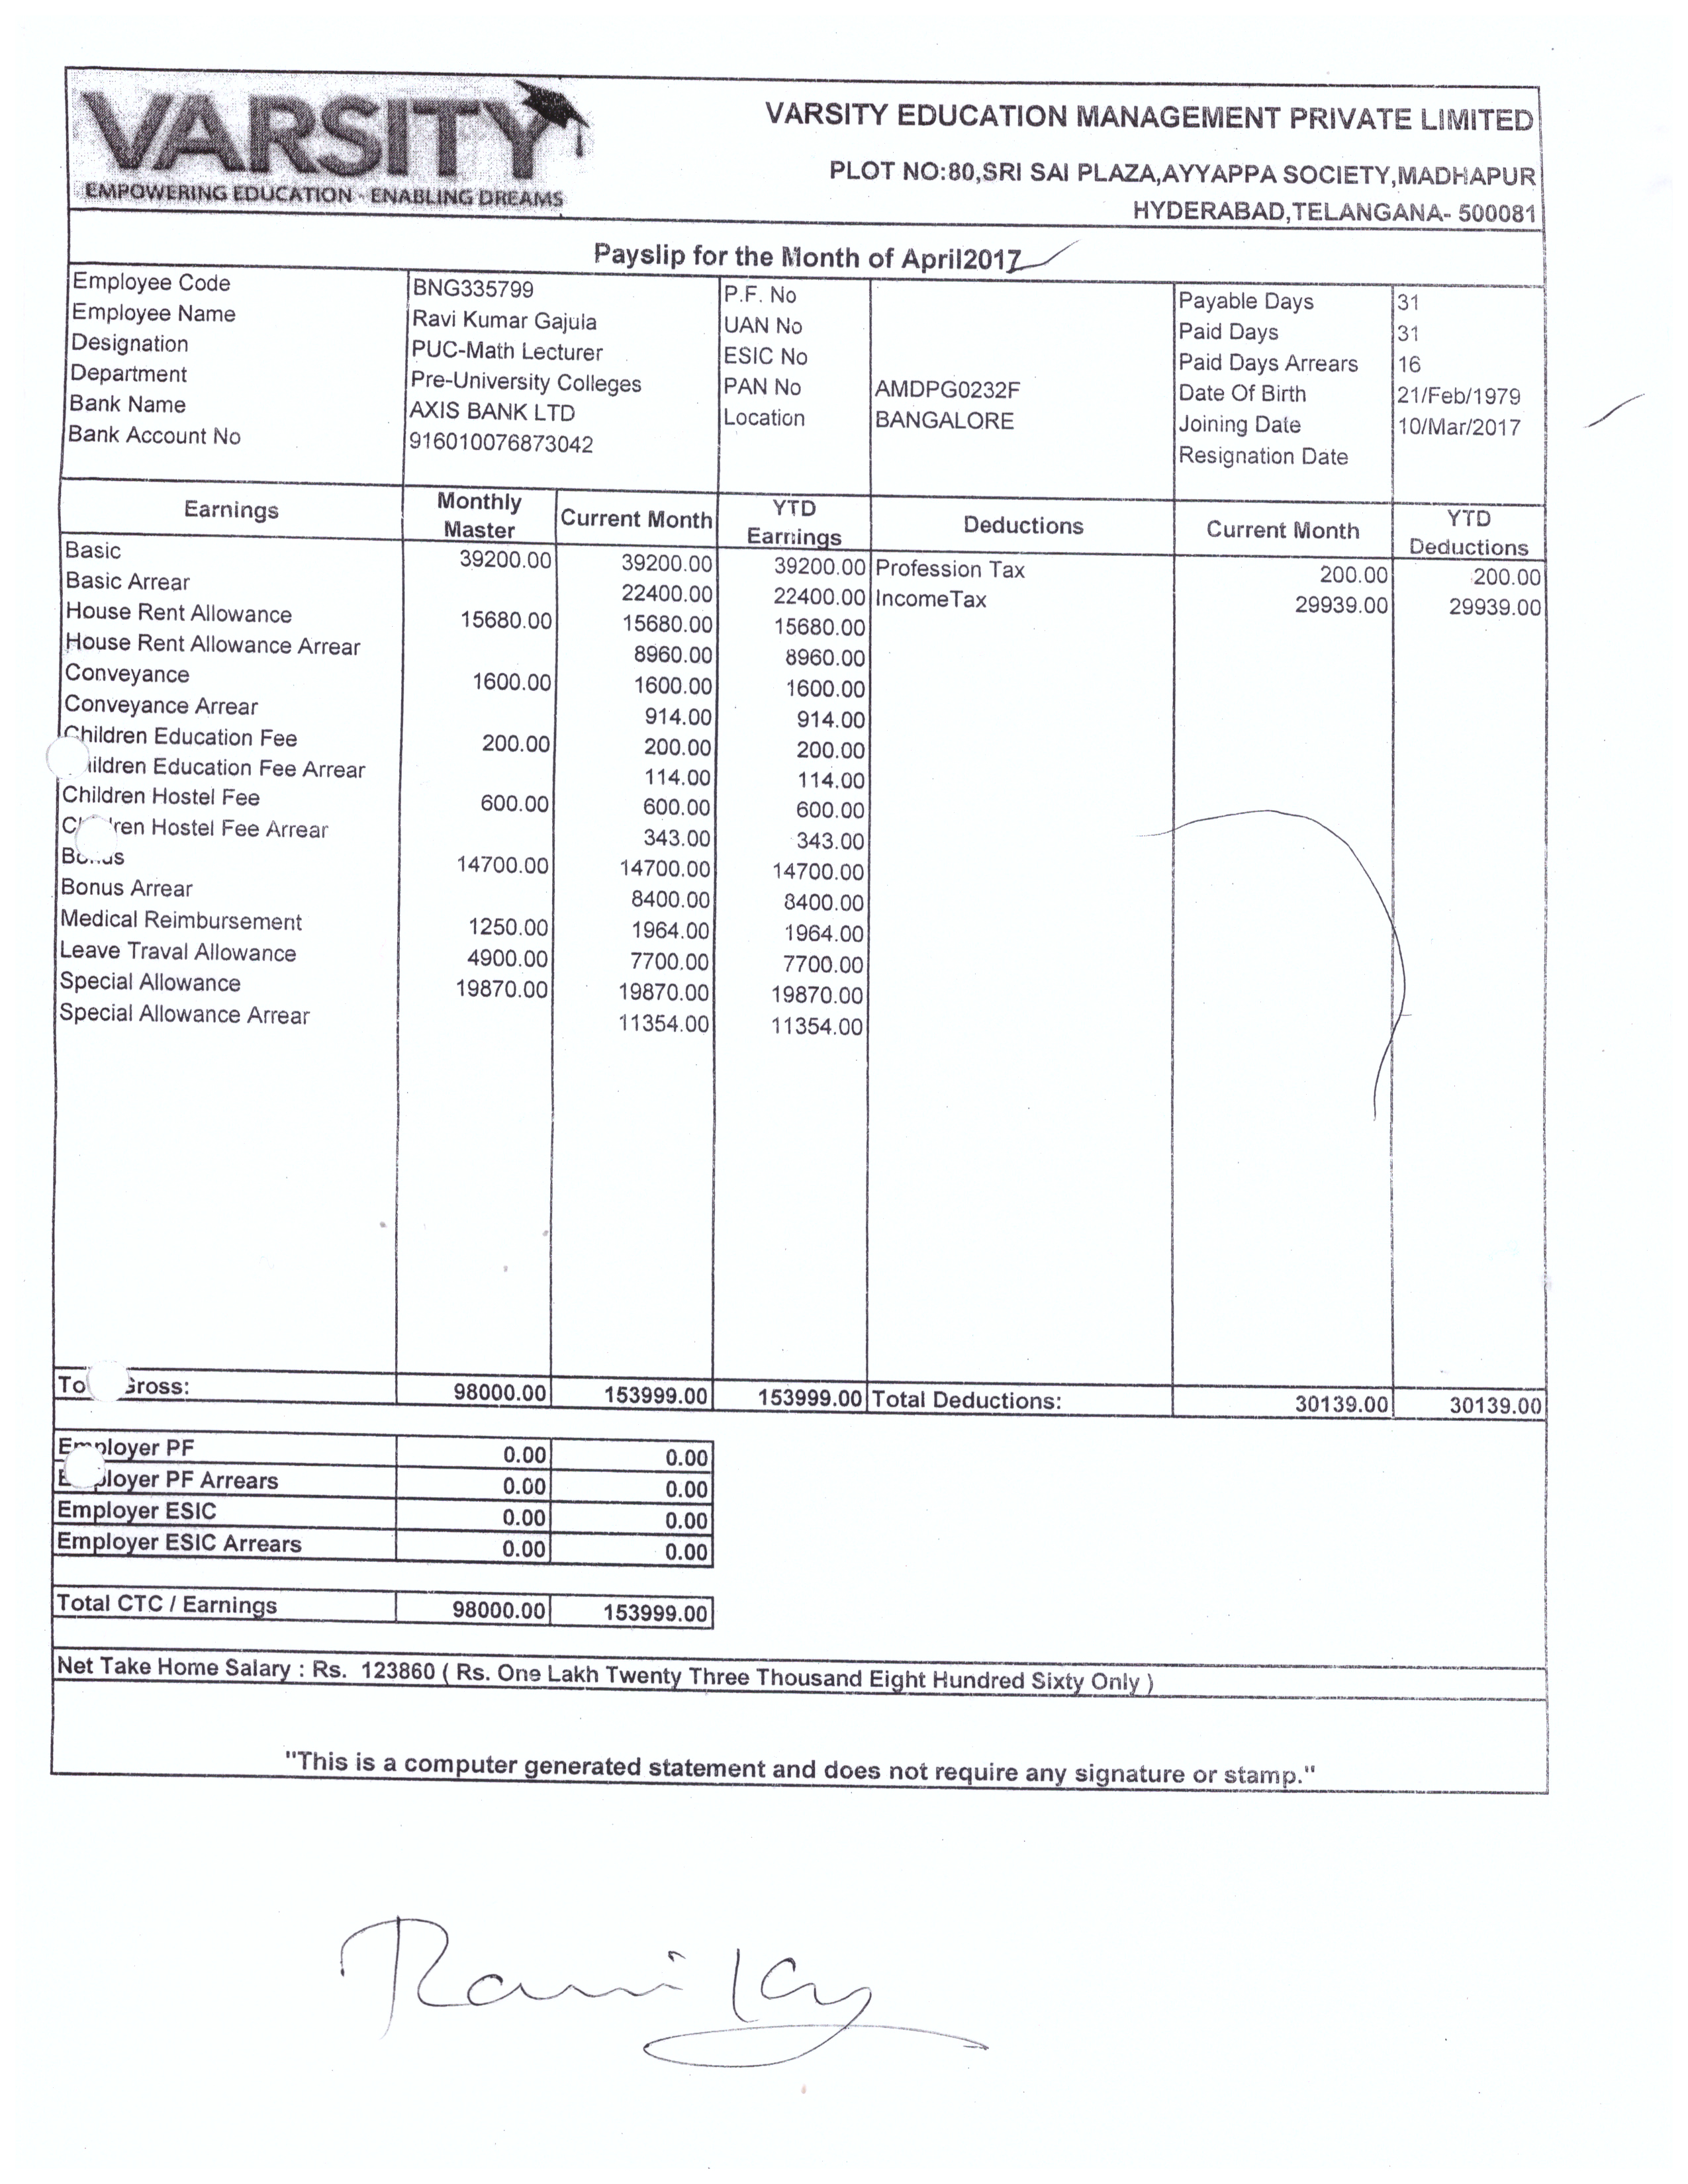 VARSITY
EMPOWERING EDUCATION - ENABLING DREAMS
VARSITY EDUCATION MANAGEMENT PRIVATE LIMITED
PLOT NO:80,SRI SAI PLAZA,AYYAPPA SOCIETY,MADHAPUR
HYDERABAD,TELANGANA- 500081
Payslip for the Month of April2017
Employee Code BNG335799 P.F. No Payable Days 31
Employee Name Ravi Kumar Gajula UAN No Paid Days 31
Designation PUC-Math Lecturer ESIC No Paid Days Arrears 16
Department Pre-University Colleges PAN No AMDPG0232F Date Of Birth 21/Feb/1979
Bank Name AXIS BANK LTD Location BANGALORE Joining Date 10/Mar/2017
Bank Account No 916010076873042 Resignation Date
Earnings Monthly Master Current Month YTD Earnings Deductions Current Month YTD Deductions
Basic 39200.00 39200.00 39200.00 Profession Tax 200.00 200.00
Basic Arrear 22400.00 22400.00 IncomeTax 29939.00 29939.00
House Rent Allowance 15680.00 15680.00 15680.00
House Rent Allowance Arrear 8960.00 8960.00
Conveyance 1600.00 1600.00 1600.00
Conveyance Arrear 914.00 914.00
Children Education Fee 200.00 200.00 200.00
ildren Education Fee Arrear 114.00 114.00
Children Hostel Fee 600.00 600.00 600.00
C ren Hostel Fee Arrear 343.00 343.00
Bonus 14700.00 14700.00 14700.00
Bonus Arrear 8400.00 8400.00
Medical Reimbursement 1250.00 1964.00 1964.00
Leave Traval Allowance 4900.00 7700.00 7700.00
Special Allowance 19870.00 19870.00 19870.00
Special Allowance Arrear 11354.00 11354.00
To Gross: 98000.00 153999.00 153999.00 Total Deductions: 30139.00 30139.00
Employer PF 0.00 0.00
E ployer PF Arrears 0.00 0.00
Employer ESIC 0.00 0.00
Employer ESIC Arrears 0.00 0.00
Total CTC / Earnings 98000.00 153999.00
Net Take Home Salary : Rs. 123860 ( Rs. One Lakh Twenty Three Thousand Eight Hundred Sixty Only )
"This is a computer generated statement and does not require any signature or stamp."